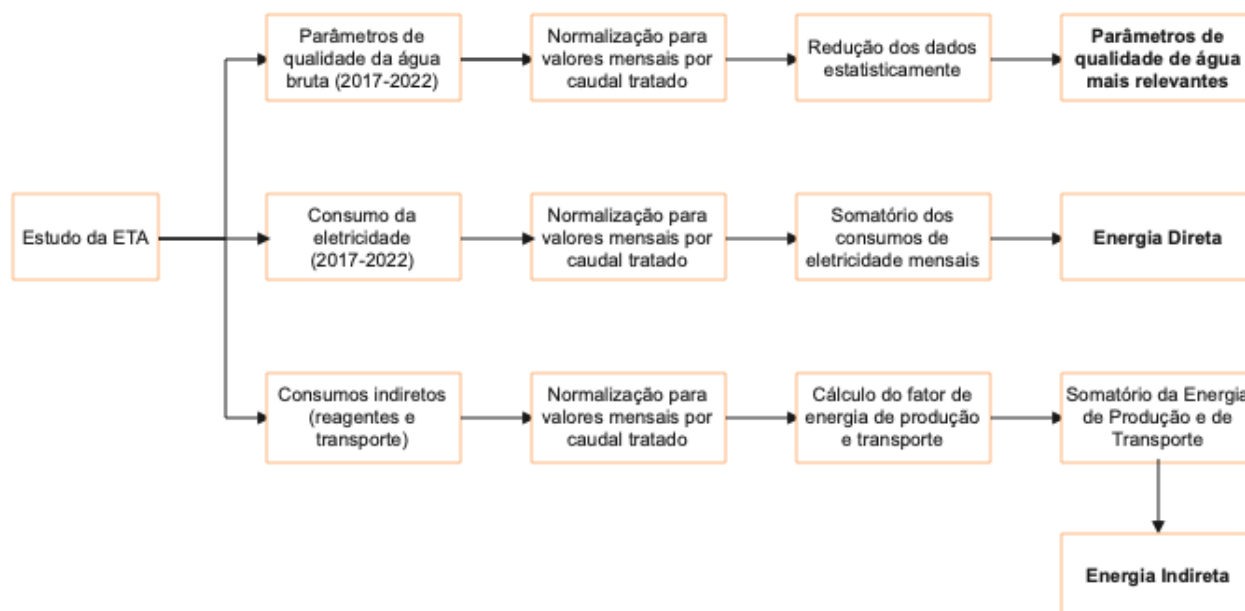 Parâmetros de
qualidade da água
bruta (2017-2022)
Normalização para
valores mensais por
caudal tratado
Redução dos dados
estatisticamente
Parâmetros de
qualidade de água
mais relevantes
Estudo da ETA
Consumo da
eletricidade
(2017-2022)
Normalização para
valores mensais por
caudal tratado
Somatório dos
consumos de
eletricidade mensais
Energia Direta
Consumos indiretos
(reagentes e
transporte)
Normalização para
valores mensais por
caudal tratado
Cálculo do fator de
energia de produção
e transporte
Somatório da Energia
de Produção e de
Transporte
Energia Indireta